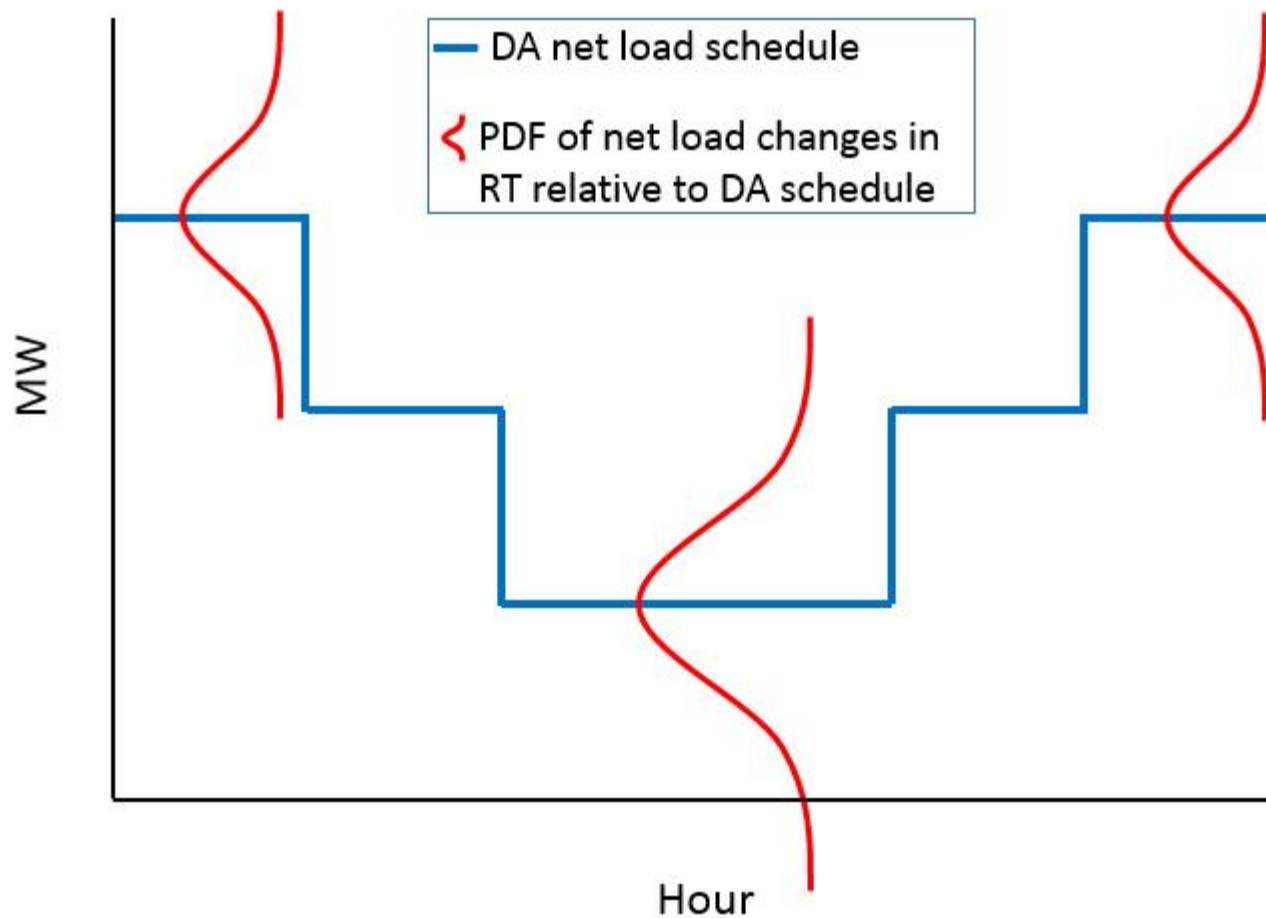 DA net load schedule
PDF of net load changes in
RT relative to DA schedule
MW
Hour